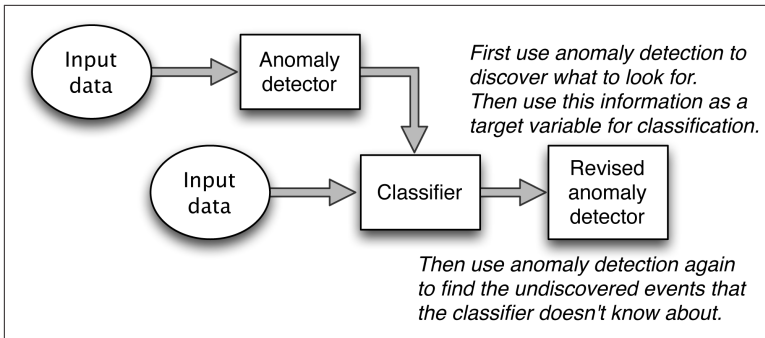 Input
data
Anomaly
detector
First use anomaly detection to
discover what to look for.
Then use this information as a
target variable for classification.
Input
data
Classifier
Revised
anomaly
detector
Then use anomaly detection again
to find the undiscovered events that
the classifier doesn't know about.